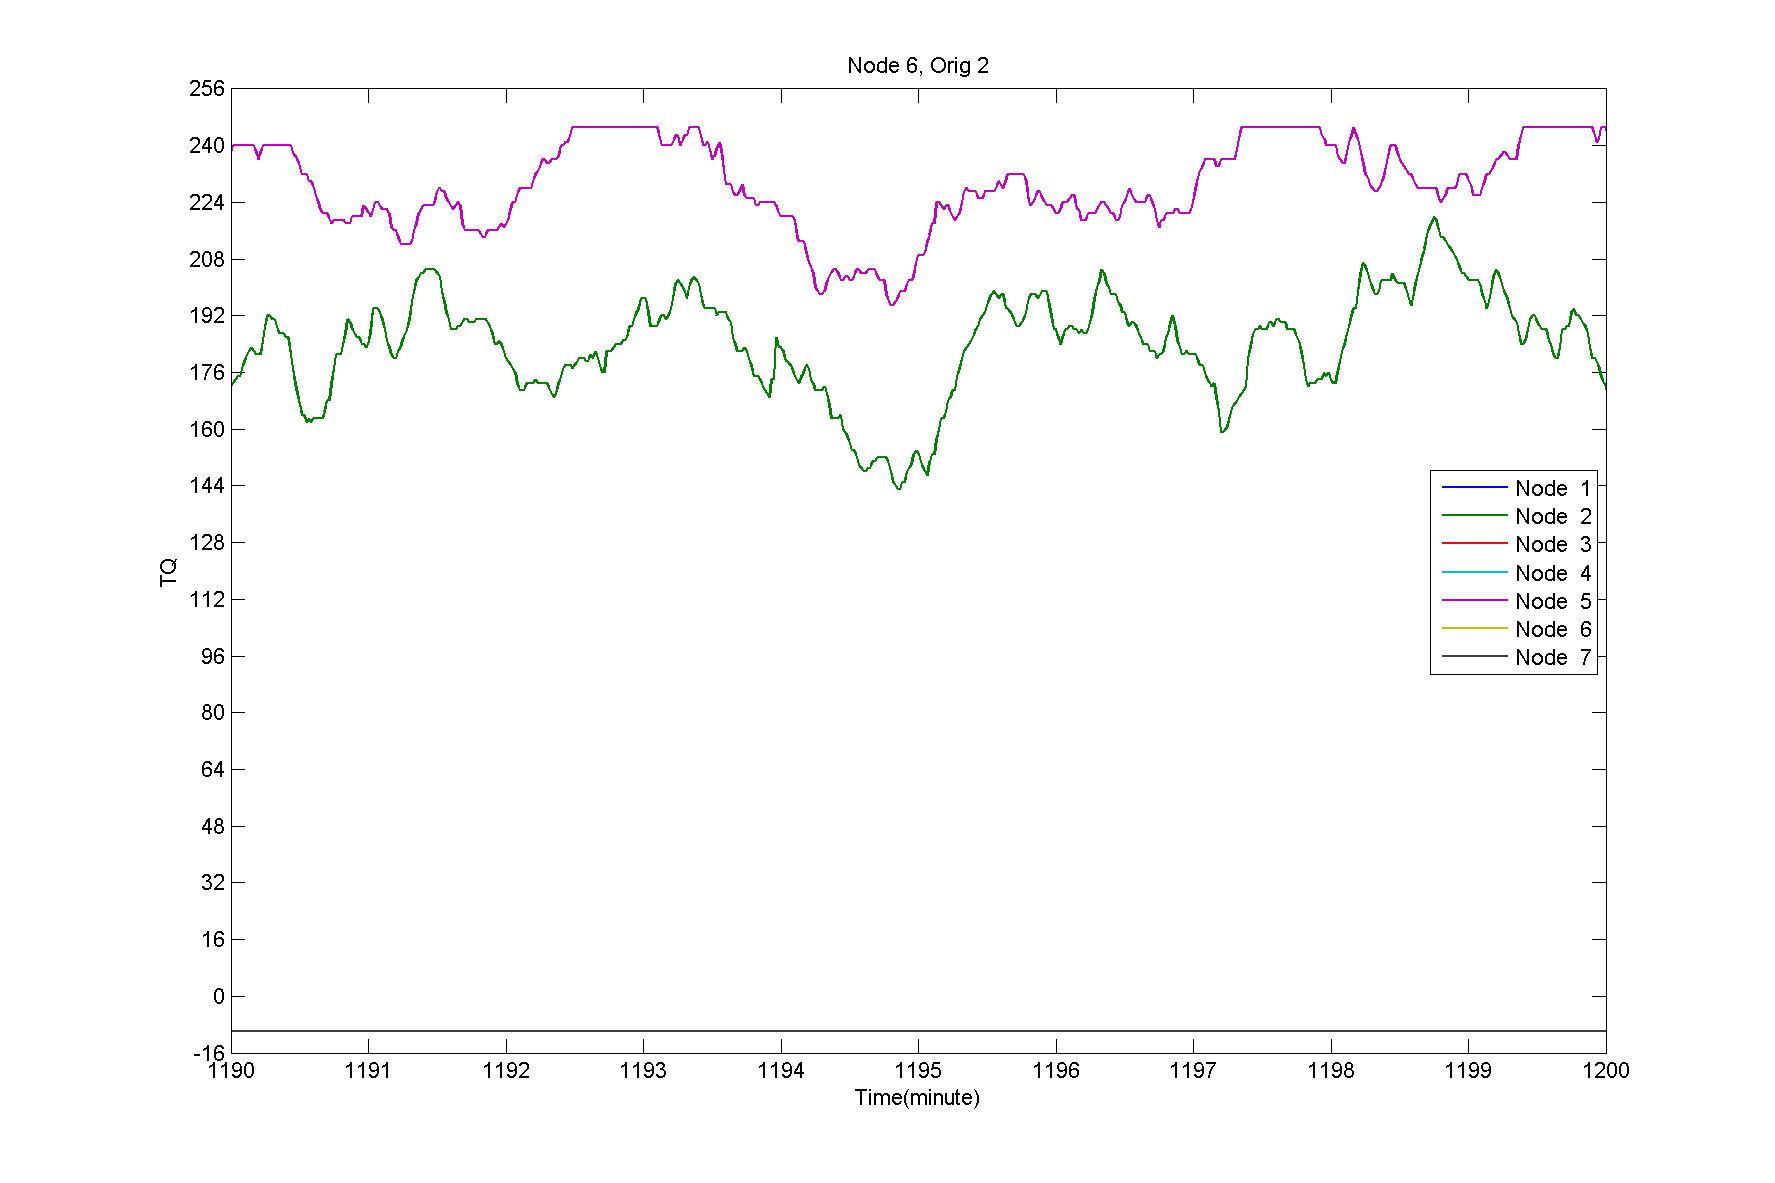 Node 6, Orig 2
256
240
224
208
192
176
160
144
128
112
96
80
64
48
32
16
0
-16
TQ
Node 1
Node 2
Node 3
Node 4
Node 5
Node 6
Node 7
1190 1191 1192 1193 1194 1195 1196 1197 1198 1199 1200
Time(minute)